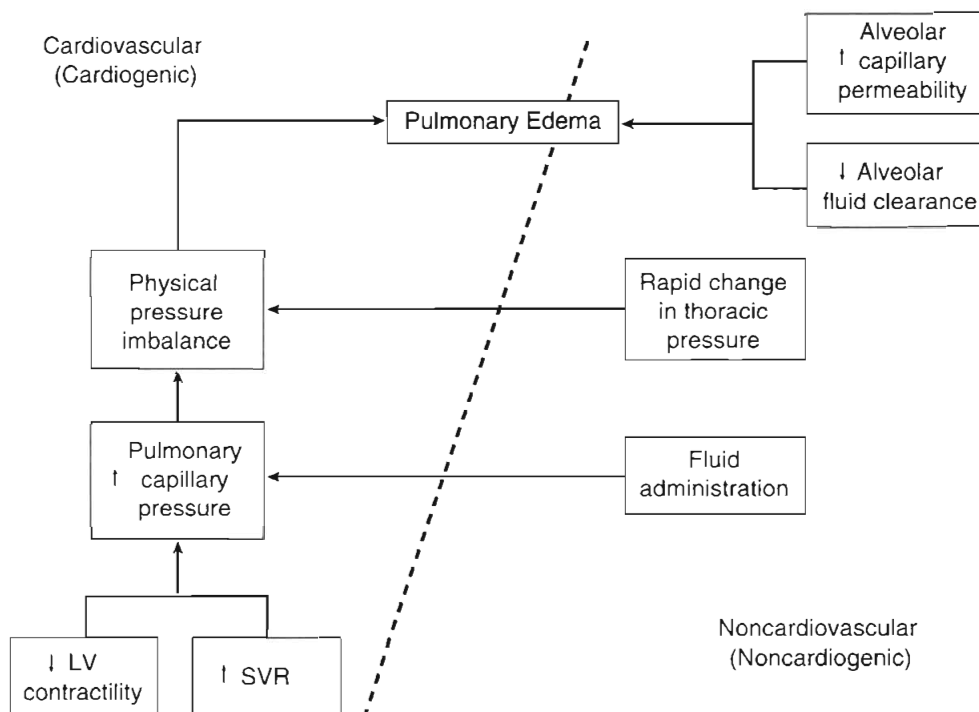 Cardiovascular
(Cardiogenic)
Alveolar
↑ capillary
permeability
Pulmonary Edema
↓ Alveolar
fluid clearance
Physical
pressure
imbalance
Rapid change
in thoracic
pressure
Pulmonary
↑ capillary
pressure
Fluid
administration
↓ LV
contractility
↑ SVR
Noncardiovascular
(Noncardiogenic)